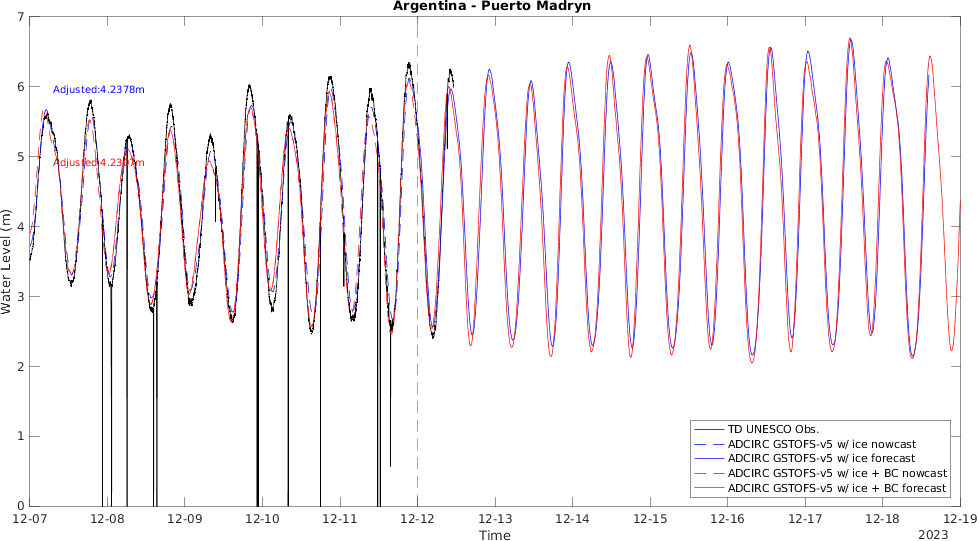 Argentina - Puerto Madryn
7
6
5
4
3
2
1
0
Water Level (m)
Adjusted:4.2378m
Adjusted:4.2307m
TD UNESCO Obs.
ADCIRC GSTOFS-v5 w/ ice nowcast
ADCIRC GSTOFS-v5 w/ ice forecast
ADCIRC GSTOFS-v5 w/ ice + BC nowcast
ADCIRC GSTOFS-v5 w/ ice + BC forecast
12-07 12-08 12-09 12-10 12-11 12-12 12-13 12-14 12-15 12-16 12-17 12-18 12-19
Time
2023